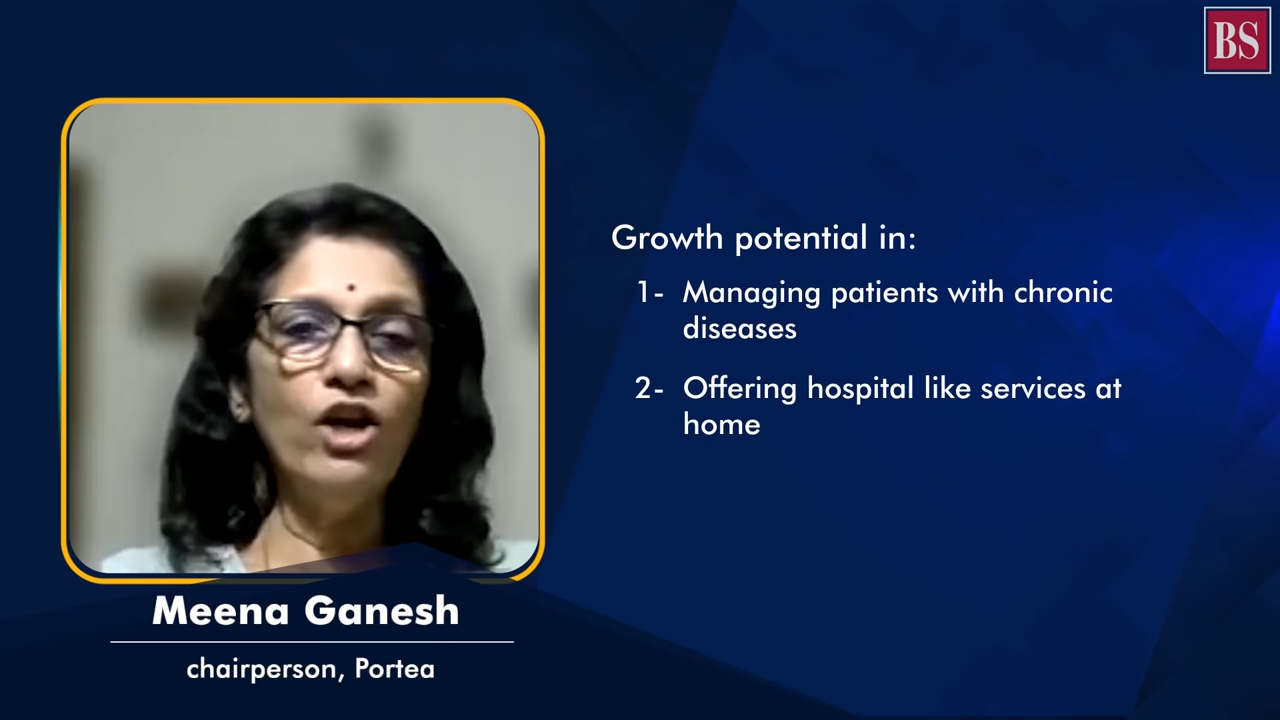 BS
Growth potential in:
1- Managing patients with chronic
diseases
2- Offering hospital like services at
home
Meena Ganesh
chairperson, Portea